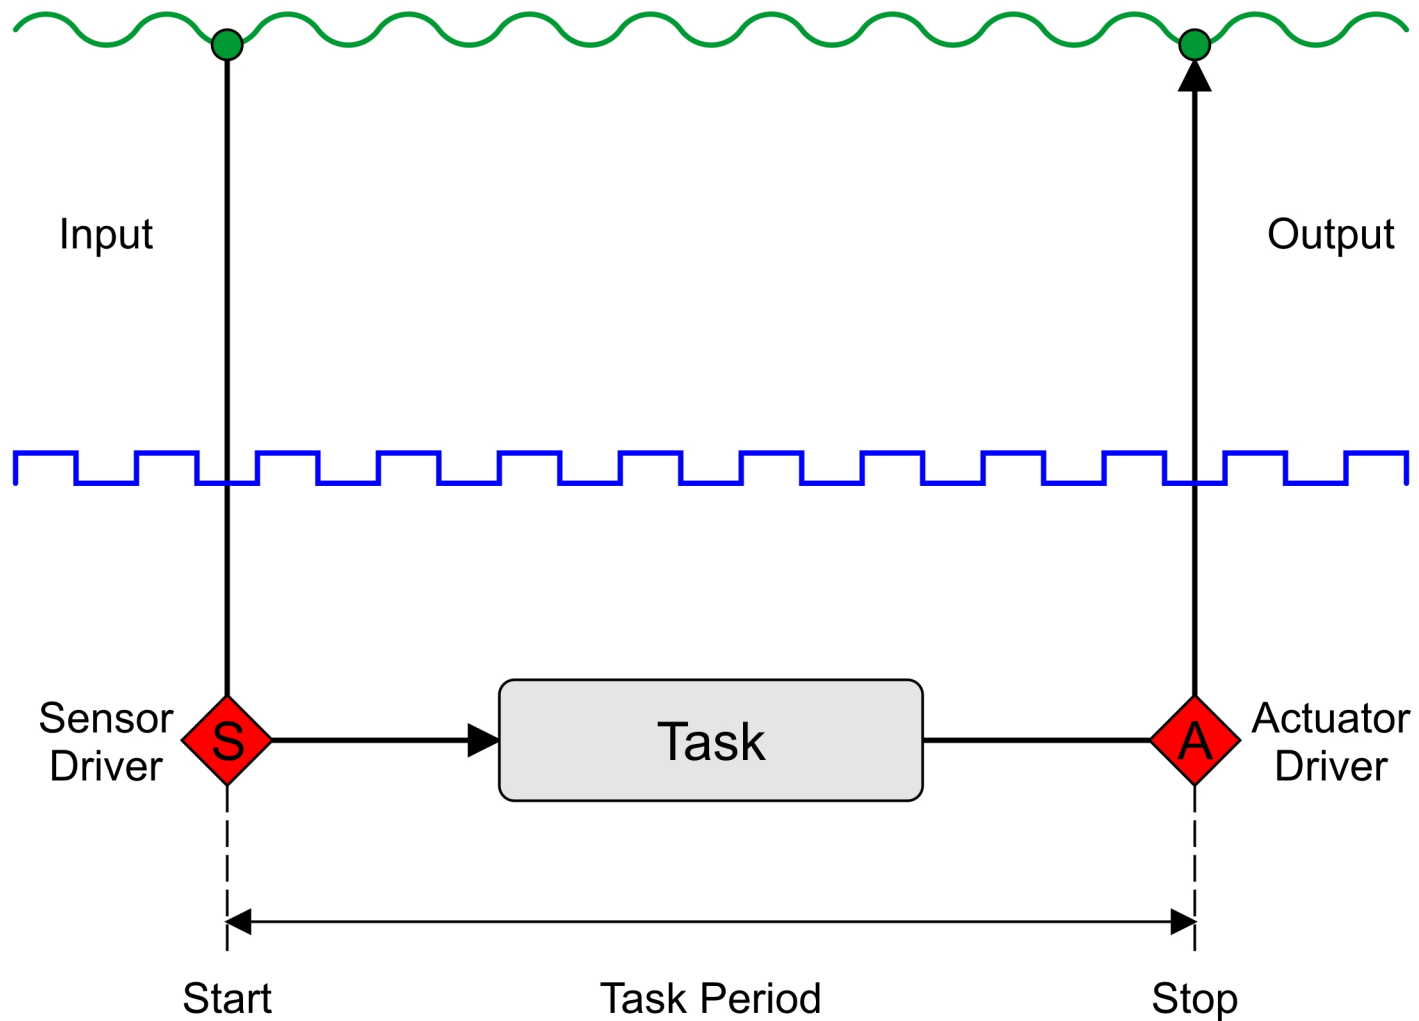 Input
Output
Sensor
Driver
S
Task
A
Actuator
Driver
Start
Task Period
Stop